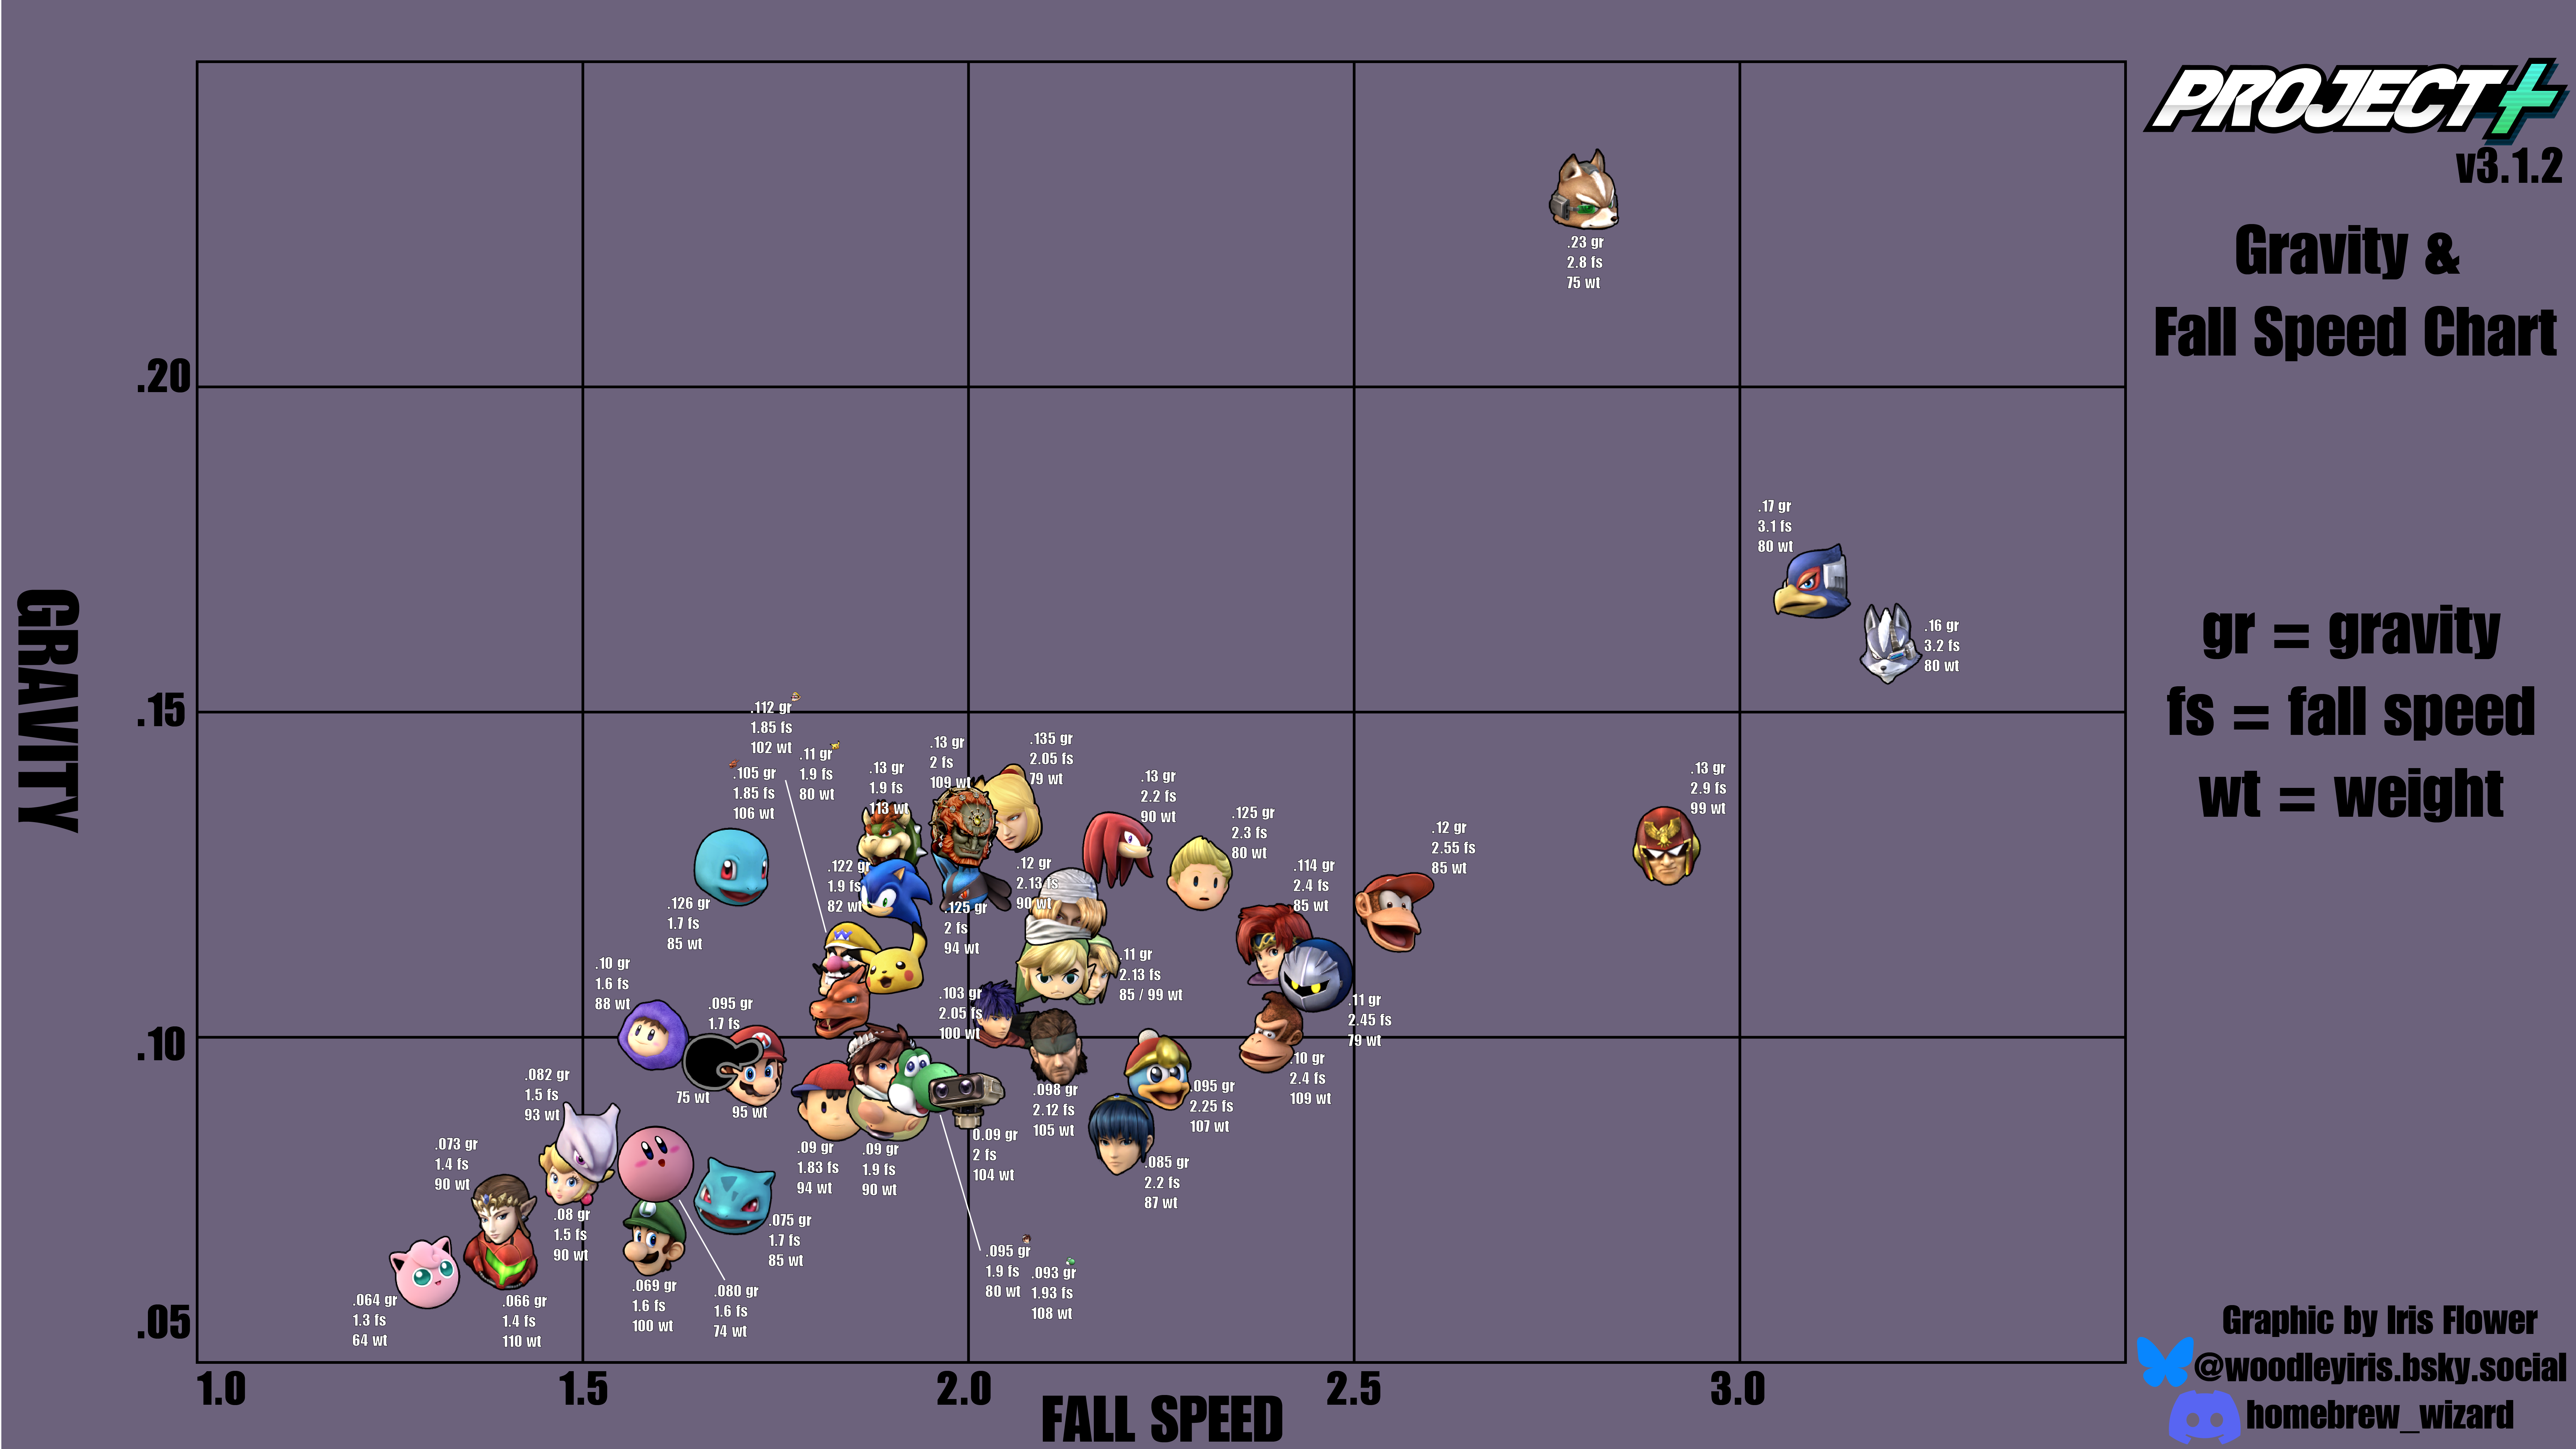 PROJECT+
v3.1.2
Gravity &
Fall Speed Chart
gr = gravity
fs = fall speed
wt = weight
GRAVITY
.20
.15
.10
.05
1.0
1.5
2.0
2.5
3.0
FALL SPEED
.23 gr
2.8 fs
75 wt
.17 gr
3.1 fs
80 wt
.16 gr
3.2 fs
80 wt
.112 gr
1.85 fs
102 wt
.11 gr
1.9 fs
80 wt
.105 gr
1.85 fs
106 wt
.13 gr
1.9 fs
113 wt
.13 gr
2 fs
109 wt
.135 gr
2.05 fs
79 wt
.13 gr
2.2 fs
90 wt
.125 gr
2.3 fs
80 wt
.13 gr
2.9 fs
99 wt
.12 gr
2.55 fs
85 wt
.114 gr
2.4 fs
85 wt
.122 gr
1.9 fs
82 wt
.12 gr
2.13 fs
90 wt
.125 gr
2 fs
94 wt
.126 gr
1.7 fs
85 wt
.11 gr
2.13 fs
85 / 99 wt
.10 gr
1.6 fs
88 wt
.095 gr
1.7 fs
75 wt
95 wt
.103 gr
2.05 fs
100 wt
.11 gr
2.45 fs
79 wt
.10 gr
2.4 fs
109 wt
.082 gr
1.5 fs
93 wt
.098 gr
2.12 fs
105 wt
.095 gr
2.25 fs
107 wt
.073 gr
1.4 fs
90 wt
.09 gr
1.83 fs
94 wt
.09 gr
1.9 fs
90 wt
0.09 gr
2 fs
104 wt
.085 gr
2.2 fs
87 wt
.08 gr
1.5 fs
90 wt
.075 gr
1.7 fs
85 wt
.095 gr
1.9 fs
80 wt
.093 gr
1.93 fs
108 wt
.064 gr
1.3 fs
64 wt
.066 gr
1.4 fs
110 wt
.069 gr
1.6 fs
100 wt
.080 gr
1.6 fs
74 wt
Graphic by Iris Flower
@woodleyiris.bsky.social
homebrew_wizard